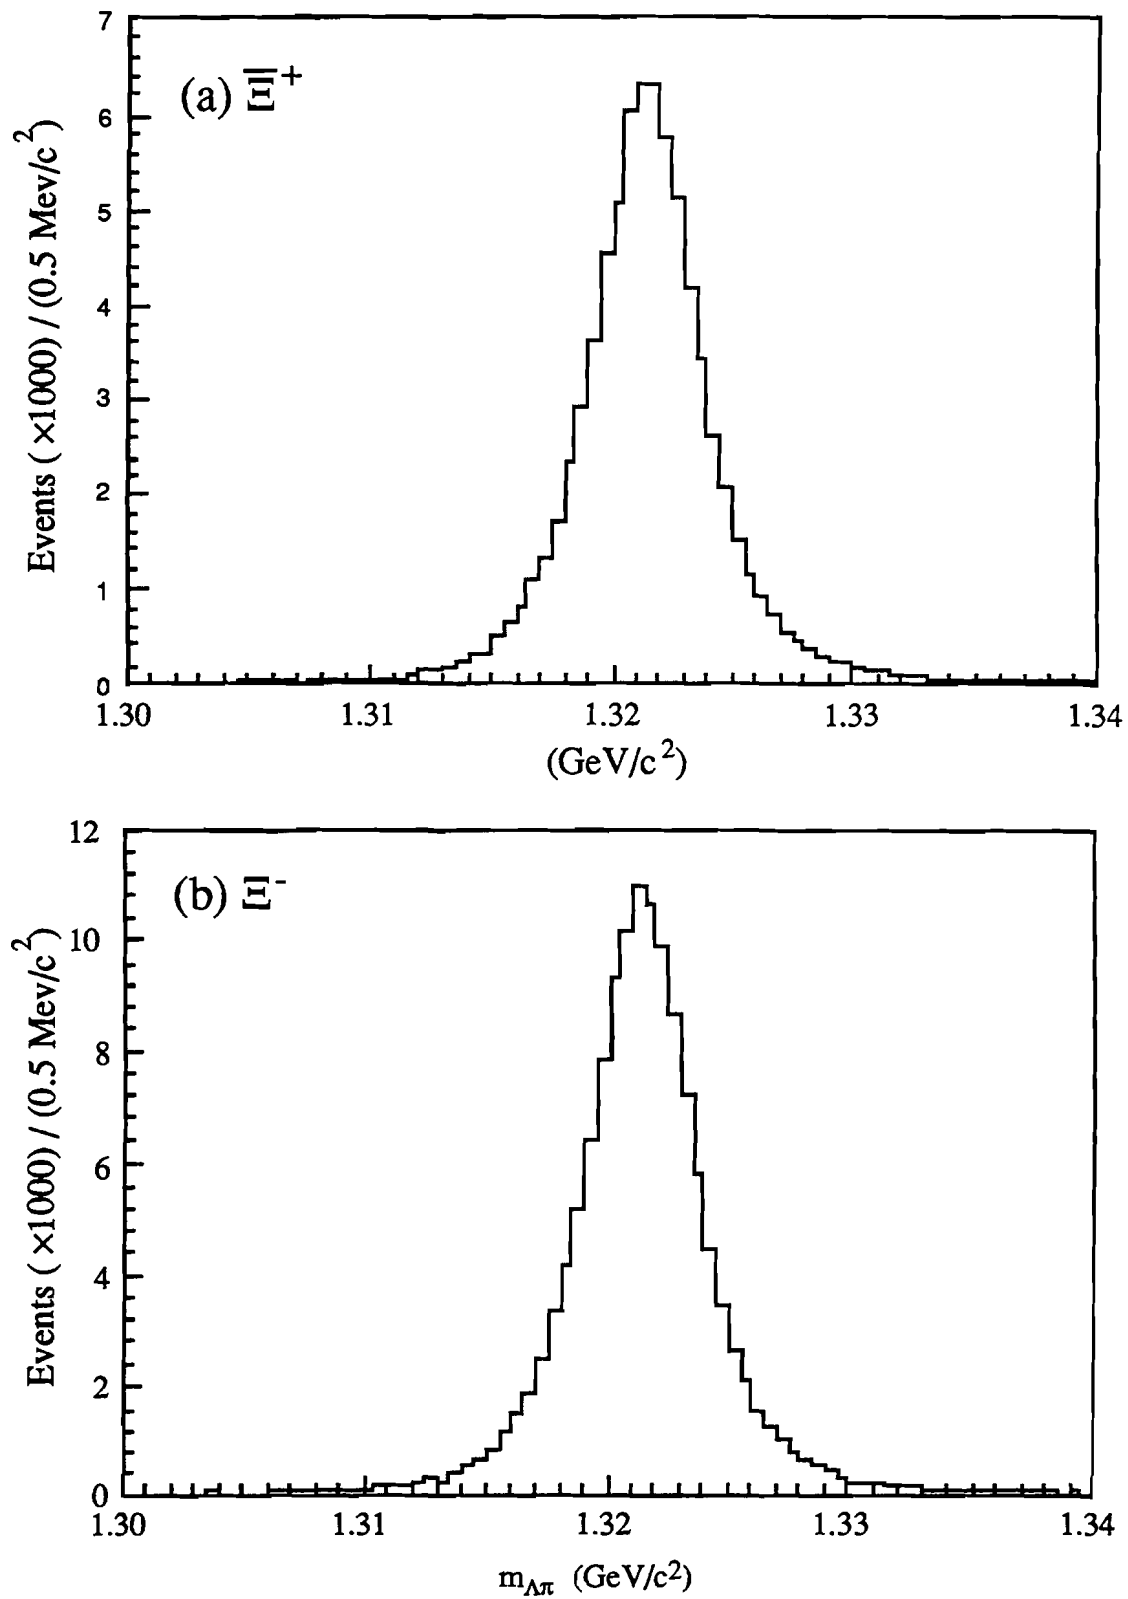 7
(a) Ξ̅⁺
6
5
4
3
2
1
0
Events ( ×1000) / (0.5 Mev/c²)
1.30 1.31 1.32 1.33 1.34
(GeV/c²)
12
(b) Ξ⁻
10
8
6
4
2
0
Events ( ×1000) / (0.5 Mev/c²)
1.30 1.31 1.32 1.33 1.34
m_Λπ (GeV/c²)